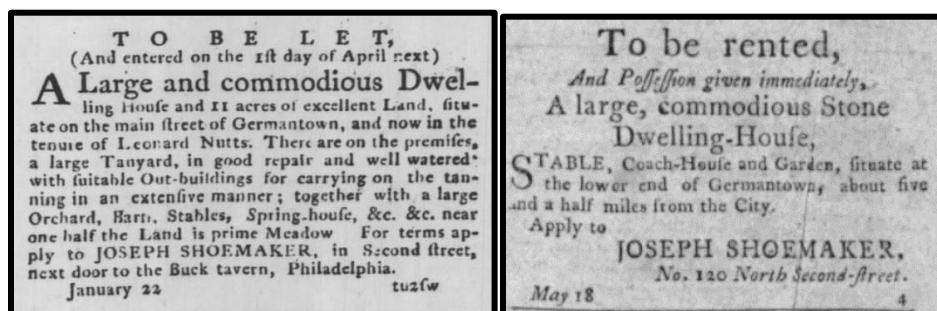 TO BE LET,
(And entered on the 1ſt day of April next)
A Large and commodious Dwel-
ling Houſe and 11 acres of excellent Land, ſitu-
ate on the main ſtreet of Germantown, and now in the
tenure of Leonard Nutts. There are on the premiſes,
a large Tanyard, in good repair and well watered
with ſuitable Out-buildings for carrying on the tan-
ning in an extenſive manner; together with a large
Orchard, Barn, Stables, Spring-houſe, &c. &c. near
one half the Land is prime Meadow For terms ap-
ply to JOSEPH SHOEMAKER, in Second ſtreet,
next door to the Buck tavern, Philadelphia.
January 22 tu2ſw
To be rented,
And Poſſeſſion given immediately,
A large, commodious Stone
Dwelling-Houſe,
STABLE, Coach-Houſe and Garden, ſituate at
the lower end of Germantown, about five
and a half miles from the City.
Apply to
JOSEPH SHOEMAKER,
No. 120 North Second-ſtreet.
May 18 4